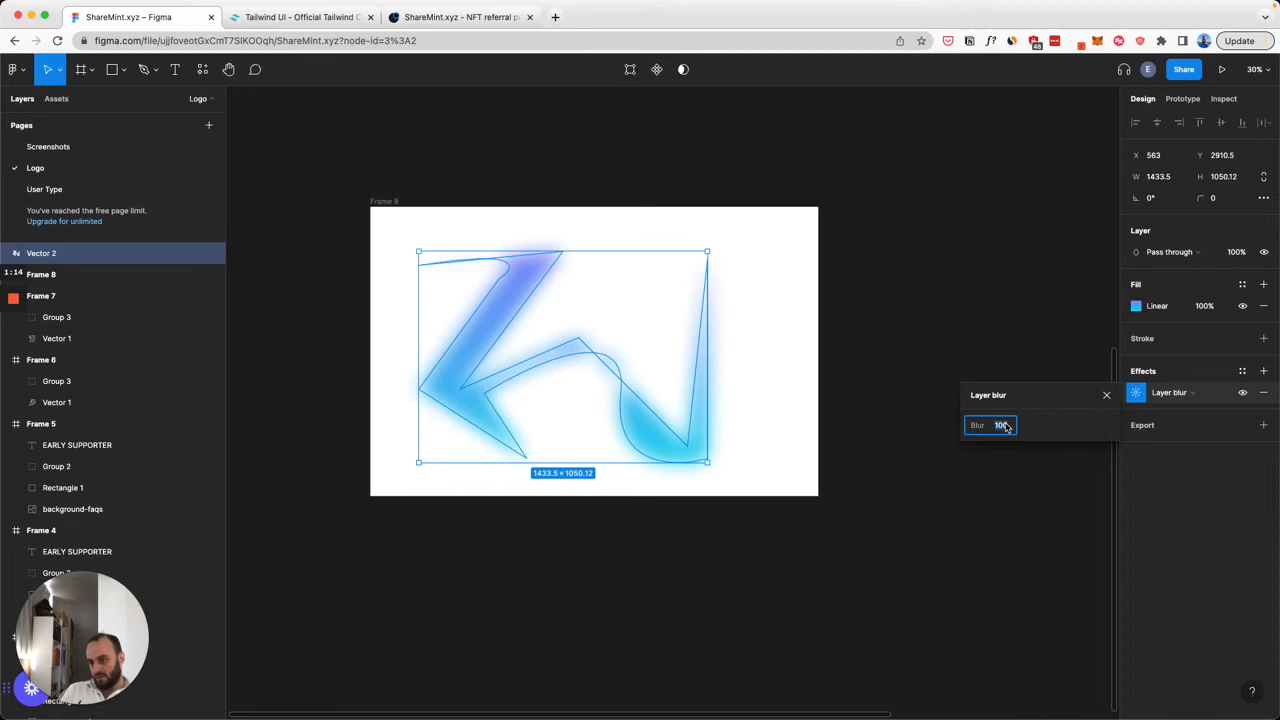 ShareMint.xyz – Figma
Tailwind UI - Official Tailwind C
ShareMint.xyz - NFT referral p
figma.com/file/ujjfoveotGxCmT7SIKOOqh/ShareMint.xyz?node-id=3%3A2
48
Update
E
Share
30%
Layers
Assets
Logo
Design
Prototype
Inspect
Pages
Screenshots
Logo
User Type
You've reached the free page limit.
Upgrade for unlimited
Vector 2
1:14
Frame 8
Frame 7
Group 3
Vector 1
Frame 6
Group 3
Vector 1
Frame 5
EARLY SUPPORTER
Group 2
Rectangle 1
background-faqs
Frame 4
EARLY SUPPORTER
Frame 8
1433.5 × 1050.12
Layer blur
Blur
100
X 563
Y 2910.5
W 1433.5
H 1050.12
0°
0
Layer
Pass through
100%
Fill
Linear
100%
Stroke
Effects
Layer blur
Export
?